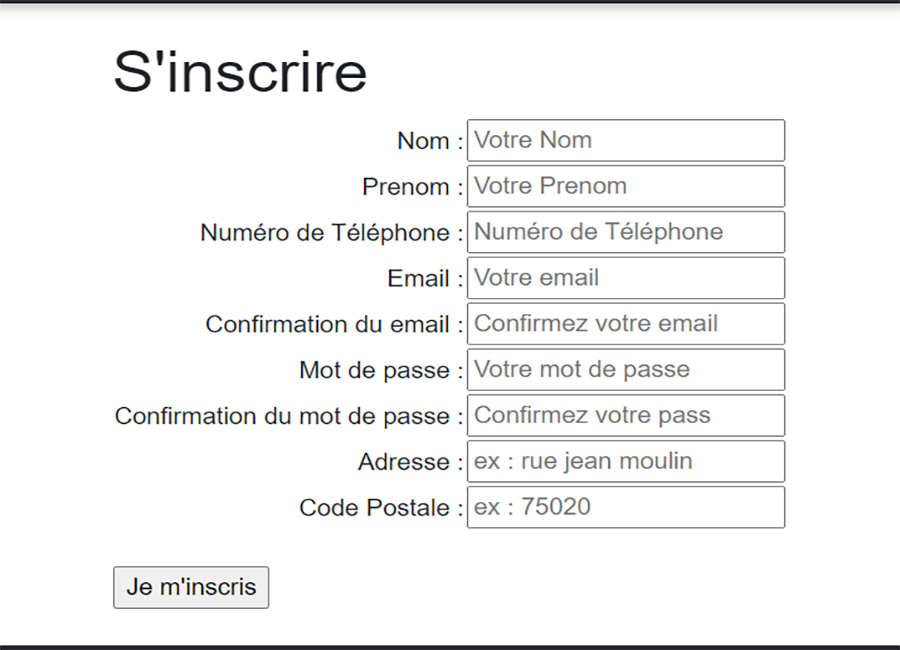 S'inscrire
Nom : Votre Nom
Prenom : Votre Prenom
Numéro de Téléphone : Numéro de Téléphone
Email : Votre email
Confirmation du email : Confirmez votre email
Mot de passe : Votre mot de passe
Confirmation du mot de passe : Confirmez votre pass
Adresse : ex : rue jean moulin
Code Postale : ex : 75020
Je m'inscris